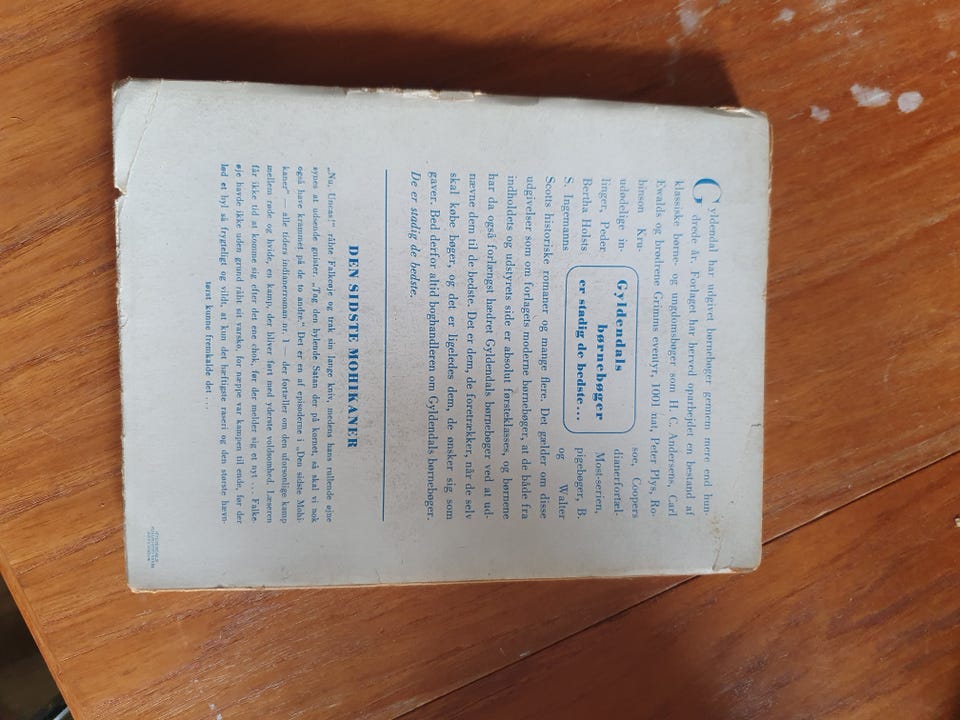 Gyldendal har udgivet børnebøger gennem mere end hun-
drede år. Forlaget har herved oparbejdet en bestand af
klassiske børne- og ungdomsbøger som H. C. Andersens, Carl
Ewalds og brødrene Grimms eventyr, 1001 nat, Peter Plys, Ro-
binson Kru- soe, Coopers
udødelige in- dianerfortæl-
linger, Peder Most-serien,
Bertha Holsts pigebøger, B.
S. Ingemanns og Walter
Gyldendals
børnebøger
er stadig de bedste...
Scotts historiske romaner og mange flere. Det gælder om disse
udgivelser som om forlagets moderne børnebøger, at de både fra
indholdets og udstyrets side er absolut førsteklasses, og børnene
har da også forlængst hædret Gyldendals børnebøger ved at ud-
nævne dem til de bedste. Det er dem, de foretrækker, når de selv
skal købe bøger, og det er ligeledes dem, de ønsker sig som
gaver. Bed derfor altid boghandleren om Gyldendals børnebøger.
De er stadig de bedste.
DEN SIDSTE MOHIKANER
„Nu, Uncas!" råbte Falkeøje og trak sin lange kniv, medens hans rullende øjne
synes at udsende gnister. „Tag den hylende Satan der på kornet, så skal vi nok
også have krammet på de to andre." Det er en af episoderne i „Den sidste Mohi-
kaner" — alle tiders indianerroman nr. 1 — der fortæller om den uforsonlige kamp
mellem røde og hvide, en kamp, der bliver ført med yderste voldsomhed. Læseren
får ikke tid at komme sig efter det ene chok, før der melder sig et nyt ... Falke-
øje havde ikke uden grund råbt sit varsko, for næppe var kampen til ende, før der
lød et hyl så frygteligt og vildt, at kun det hæftigste raseri og den største hævn-
tørst kunne fremkalde det ...